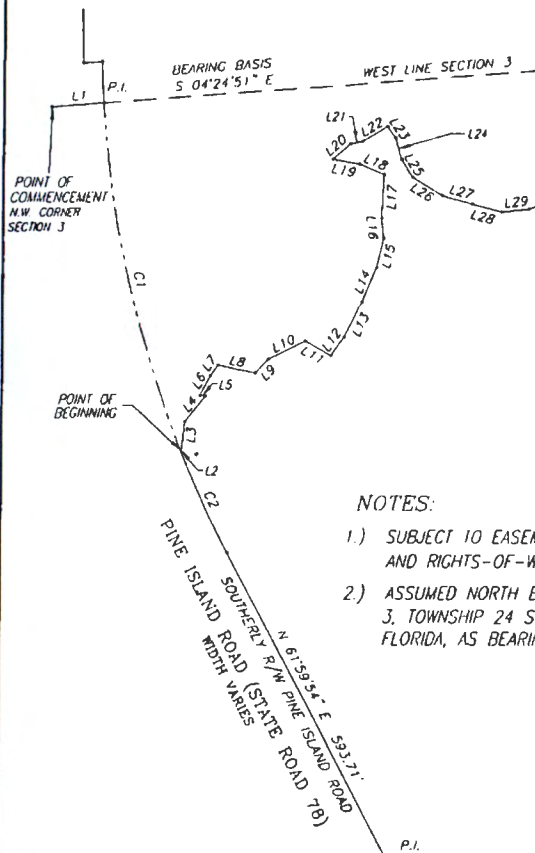 BEARING BASIS
S 04°24'51" E
WEST LINE SECTION 3
L1
P.I.
L21
L22
L23
L24
L20
L19
L18
L25
L26
L27
L28
L29
L17
L16
L15
L14
L13
L12
L11
L10
L9
L8
L7
L6
L5
L4
L3
L2
POINT OF
COMMENCEMENT
N.W. CORNER
SECTION 3
C1
POINT OF
BEGINNING
C2
NOTES:
1.) SUBJECT TO EASEM
AND RIGHTS-OF-W
2.) ASSUMED NORTH B
3, TOWNSHIP 24 S
FLORIDA, AS BEARIN
PINE ISLAND ROAD (STATE ROAD 78)
WIDTH VARIES
SOUTHERLY R/W PINE ISLAND ROAD
N 61°59'54" E 593.71'
P.I.